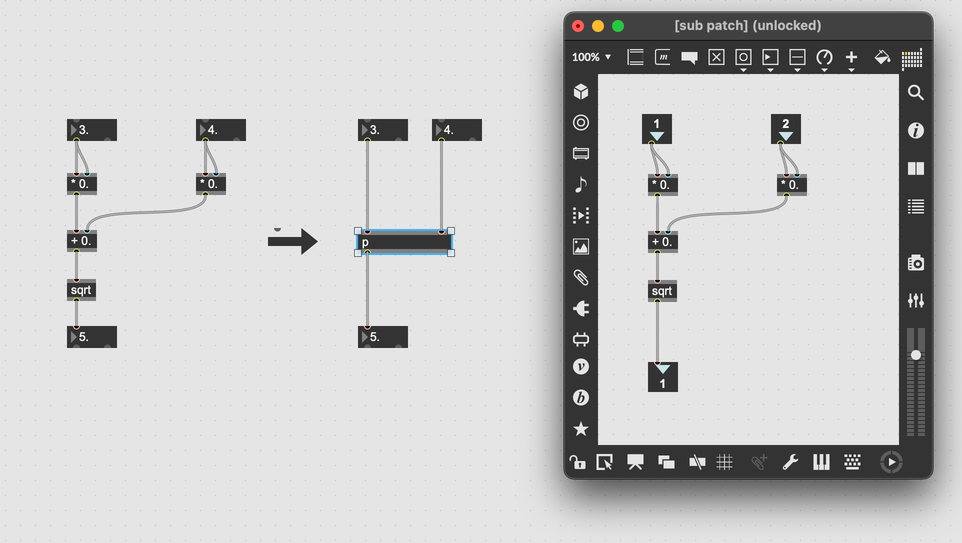 3.
4.
* 0.
* 0.
+ 0.
sqrt
5.
3.
4.
p
5.
[sub patch] (unlocked)
100%
m
1
2
* 0.
* 0.
+ 0.
sqrt
1
i
v
b